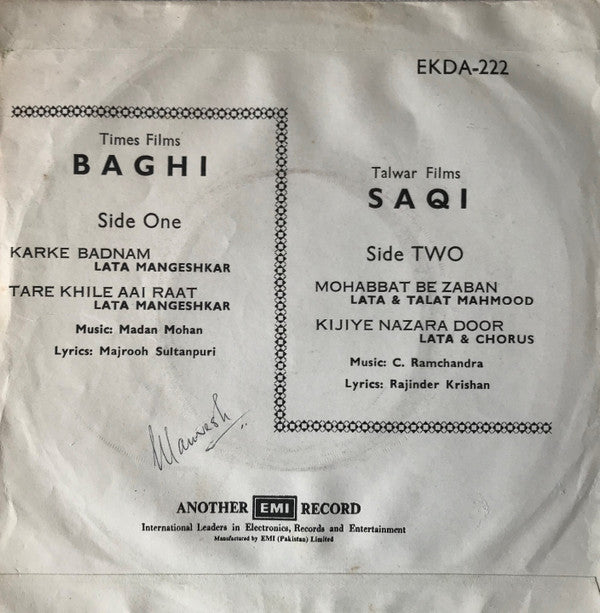 EKDA-222
Times Films
BAGHI
Side One
KARKE BADNAM
LATA MANGESHKAR
TARE KHILE AAI RAAT
LATA MANGESHKAR
Music: Madan Mohan
Lyrics: Majrooh Sultanpuri
Talwar Films
SAQI
Side TWO
MOHABBAT BE ZABAN
LATA & TALAT MAHMOOD
KIJIYE NAZARA DOOR
LATA & CHORUS
Music: C. Ramchandra
Lyrics: Rajinder Krishan
ANOTHER EMI RECORD
International Leaders in Electronics, Records and Entertainment
Manufactured by EMI (Pakistan) Limited